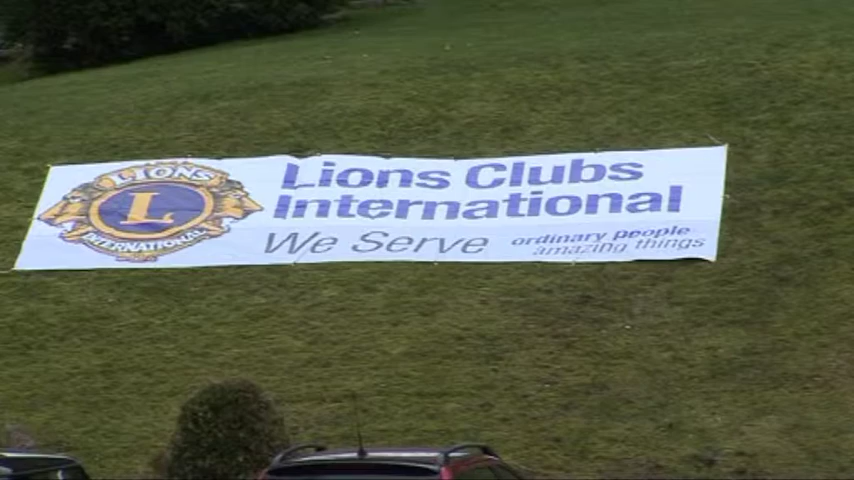 LIONS
L
INTERNATIONAL
Lions Clubs
International
We Serve
ordinary people
amazing things